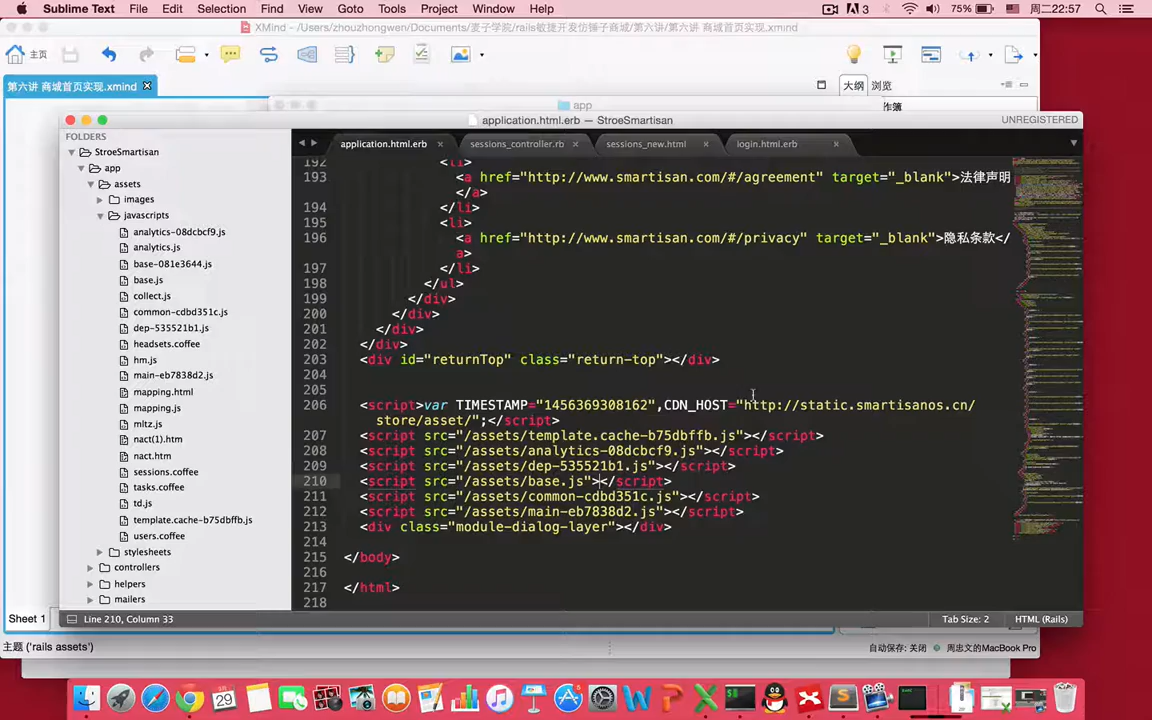 Sublime Text File Edit Selection Find View Goto Tools Project Window Help
3 75% 周二22:57
XMind - /Users/zhouzhongwen/Documents/麦子学院/rails敏捷开发仿锤子商城/第六讲/第六讲 商城首页实现.xmind
主页
第六讲 商城首页实现.xmind
大纲 浏览
app
作簿
application.html.erb — StroeSmartisan
UNREGISTERED
FOLDERS
StroeSmartisan
app
assets
images
javascripts
analytics-08dcbcf9.js
analytics.js
base-081e3644.js
base.js
collect.js
common-cdbd351c.js
dep-535521b1.js
headsets.coffee
hm.js
main-eb7838d2.js
mapping.html
mapping.js
mltz.js
nact(1).htm
nact.htm
sessions.coffee
tasks.coffee
td.js
template.cache-b75dbffb.js
users.coffee
stylesheets
controllers
helpers
mailers
application.html.erb sessions_controller.rb sessions_new.html login.html.erb
192 <li>
193 <a href="http://www.smartisan.com/#/agreement" target="_blank">法律声明
</a>
194 </li>
195 <li>
196 <a href="http://www.smartisan.com/#/privacy" target="_blank">隐私条款</
a>
197 </li>
198 </ul>
199 </div>
200 </div>
201 </div>
202 </div>
203 <div id="returnTop" class="return-top"></div>
204
205
206 <script>var TIMESTAMP="1456369308162",CDN_HOST="http://static.smartisanos.cn/
store/asset/";</script>
207 <script src="/assets/template.cache-b75dbffb.js"></script>
208 <script src="/assets/analytics-08dcbcf9.js"></script>
209 <script src="/assets/dep-535521b1.js"></script>
210 <script src="/assets/base.js"></script>
211 <script src="/assets/common-cdbd351c.js"></script>
212 <script src="/assets/main-eb7838d2.js"></script>
213 <div class="module-dialog-layer"></div>
214
215 </body>
216
217 </html>
218
Sheet 1
Line 210, Column 33
Tab Size: 2
HTML (Rails)
主题 ('rails assets')
自动保存: 关闭
周忠文的MacBook Pro
29